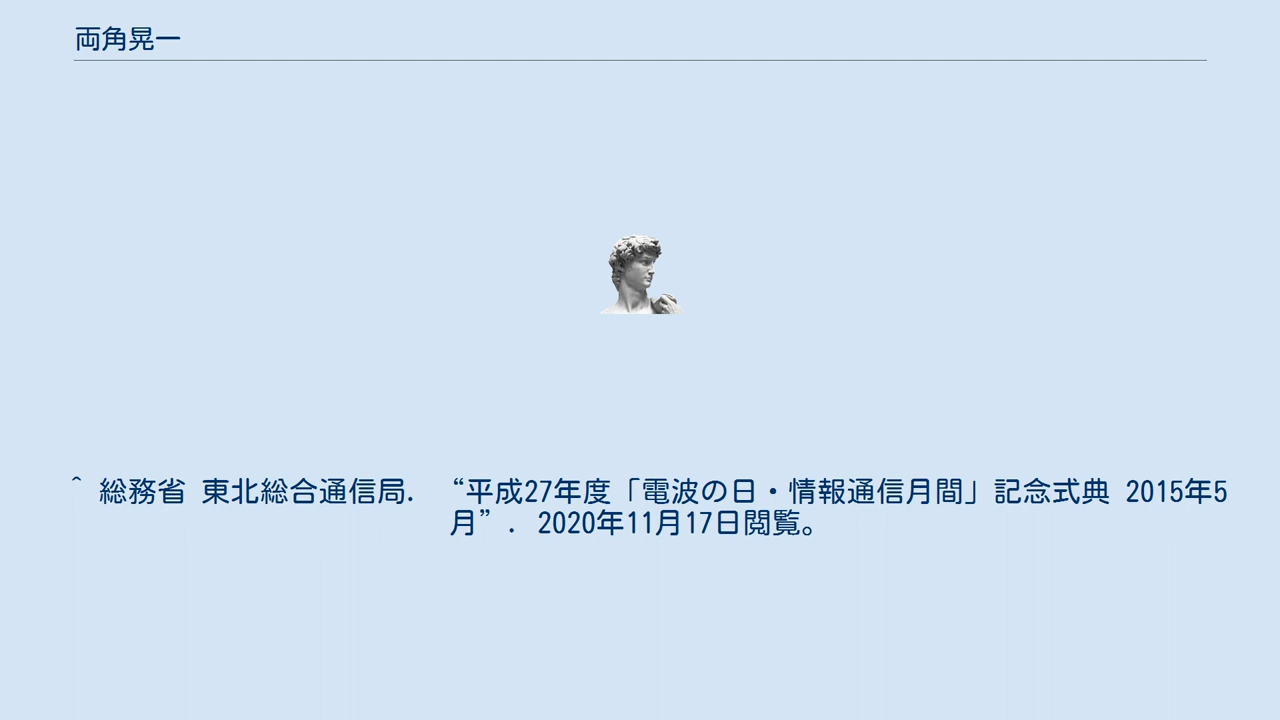 両角晃一
^ 総務省 東北総合通信局. “平成27年度「電波の日・情報通信月間」記念式典 2015年5
月”. 2020年11月17日閲覧。